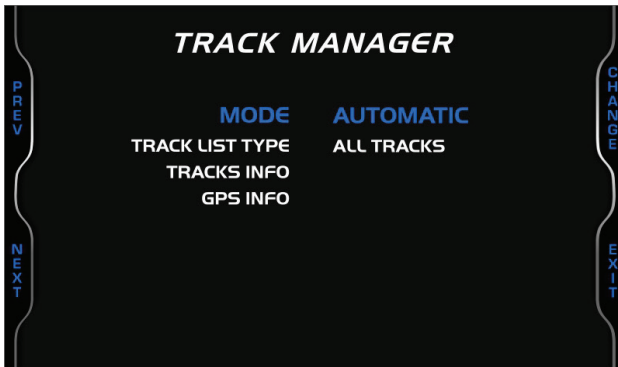 TRACK MANAGER
PREV
CHANGE
MODE AUTOMATIC
TRACK LIST TYPE ALL TRACKS
TRACKS INFO
GPS INFO
NEXT
EXIT